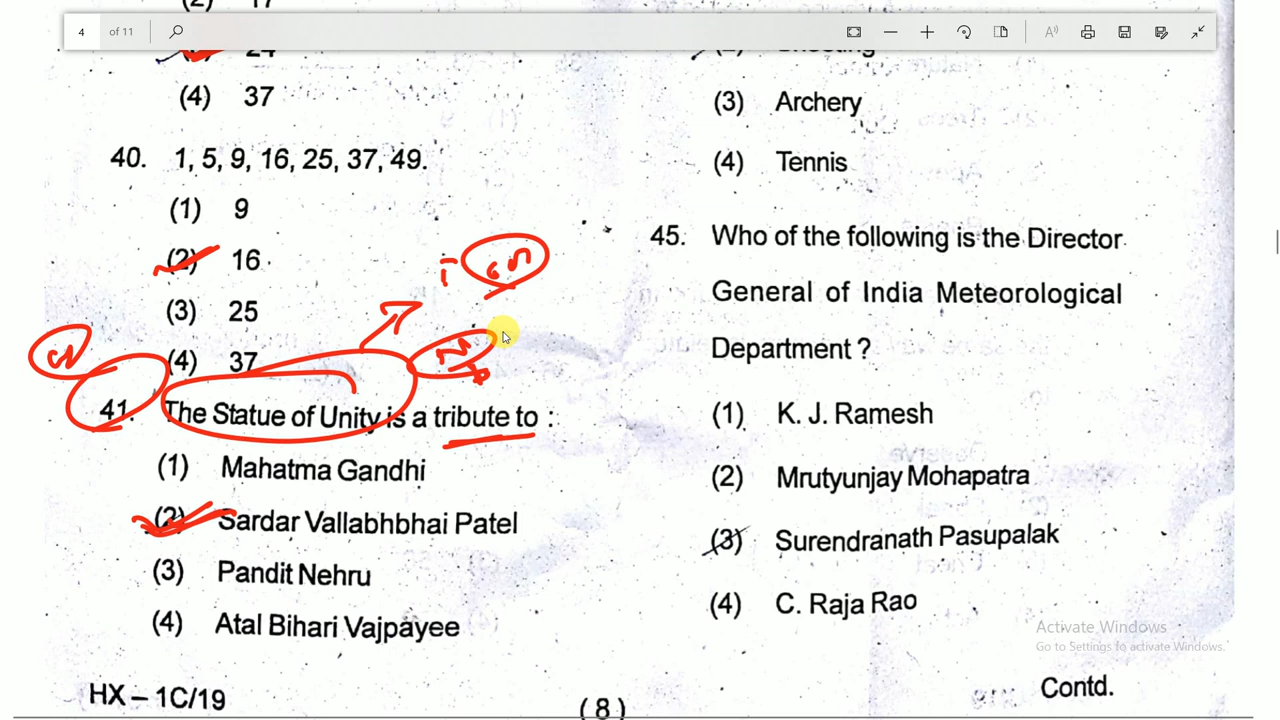 4 of 11
(4) 37
40. 1, 5, 9, 16, 25, 37, 49.
(1) 9
(2) 16
(3) 25
(4) 37
41. The Statue of Unity is a tribute to :
(1) Mahatma Gandhi
(2) Sardar Vallabhbhai Patel
(3) Pandit Nehru
(4) Atal Bihari Vajpayee
HX – 1C/19
(3) Archery
(4) Tennis
45. Who of the following is the Director
General of India Meteorological
Department ?
(1) K. J. Ramesh
(2) Mrutyunjay Mohapatra
(3) Surendranath Pasupalak
(4) C. Raja Rao
Activate Windows
Go to Settings to activate Windows.
Contd.
( 8 )